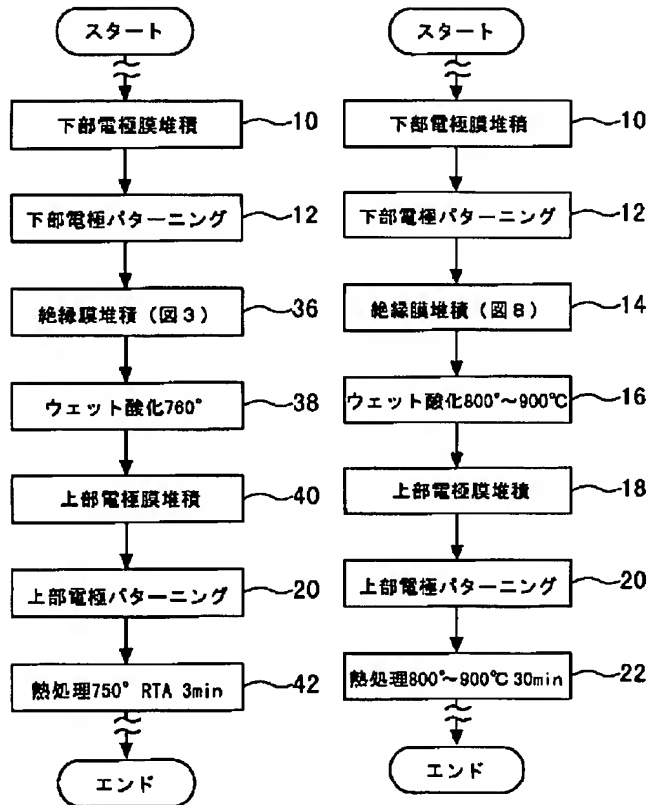 スタート
下部電極膜堆積
10
下部電極パターニング
12
絶縁膜堆積(図3)
36
ウェット酸化760°
38
上部電極膜堆積
40
上部電極パターニング
20
熱処理750° RTA 3min
42
エンド
スタート
下部電極膜堆積
10
下部電極パターニング
12
絶縁膜堆積(図8)
14
ウェット酸化800°~900℃
16
上部電極膜堆積
18
上部電極パターニング
20
熱処理800°~900℃ 30min
22
エンド